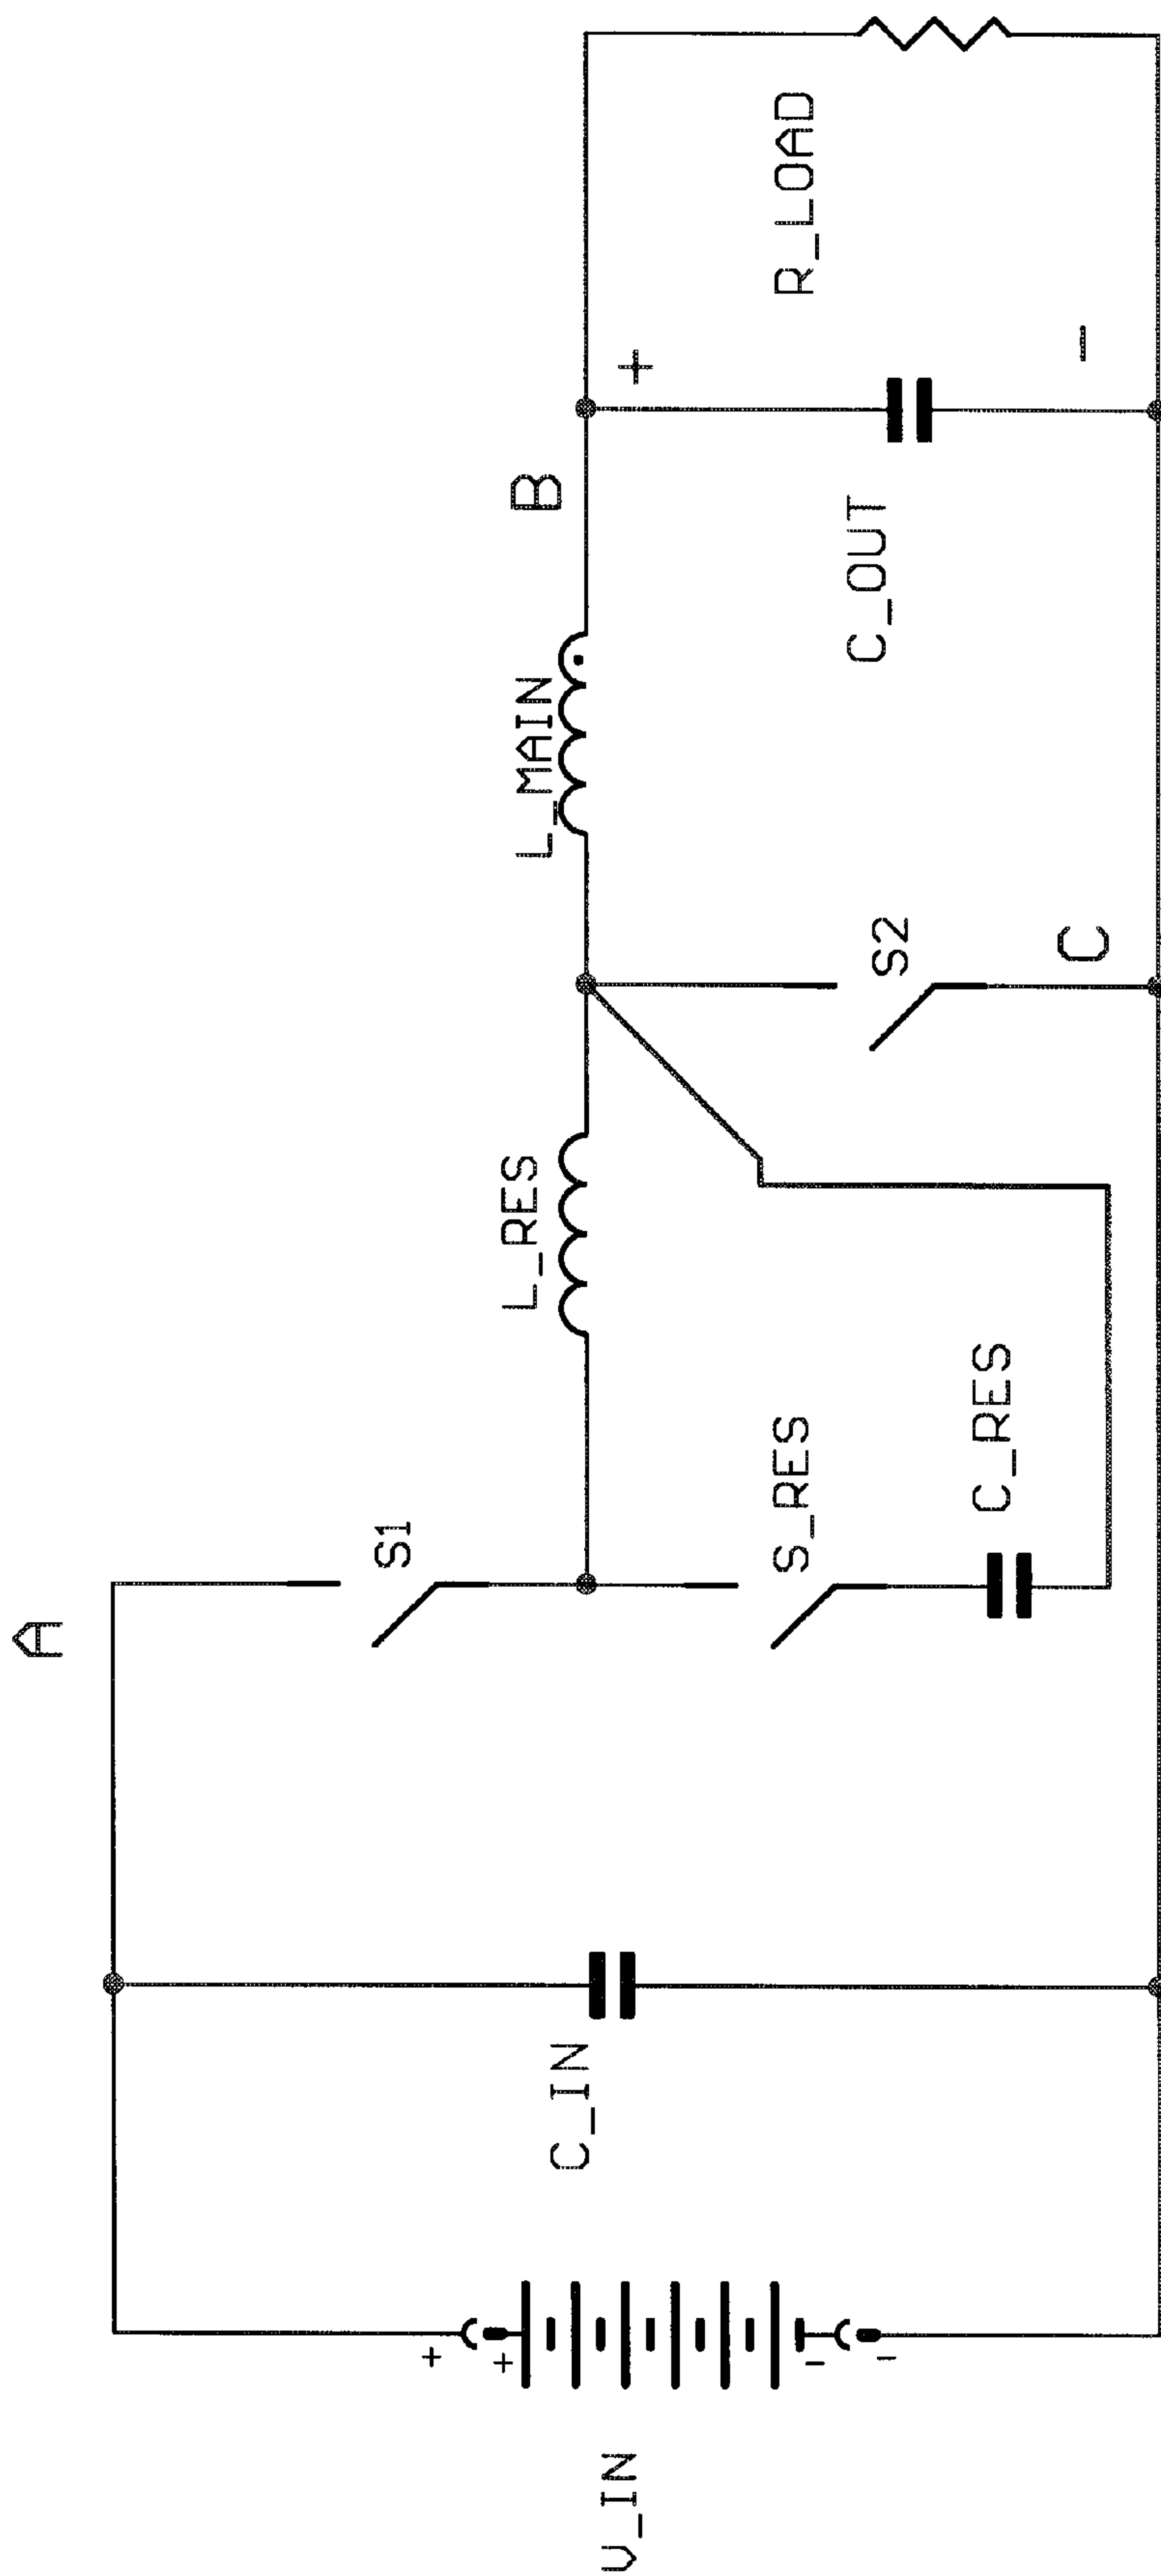 A
B
C
S1
S2
L_RES
L_MAIN
S_RES
C_RES
C_IN
C_OUT
R_LOAD
V_IN
+
-
+
+
-
-